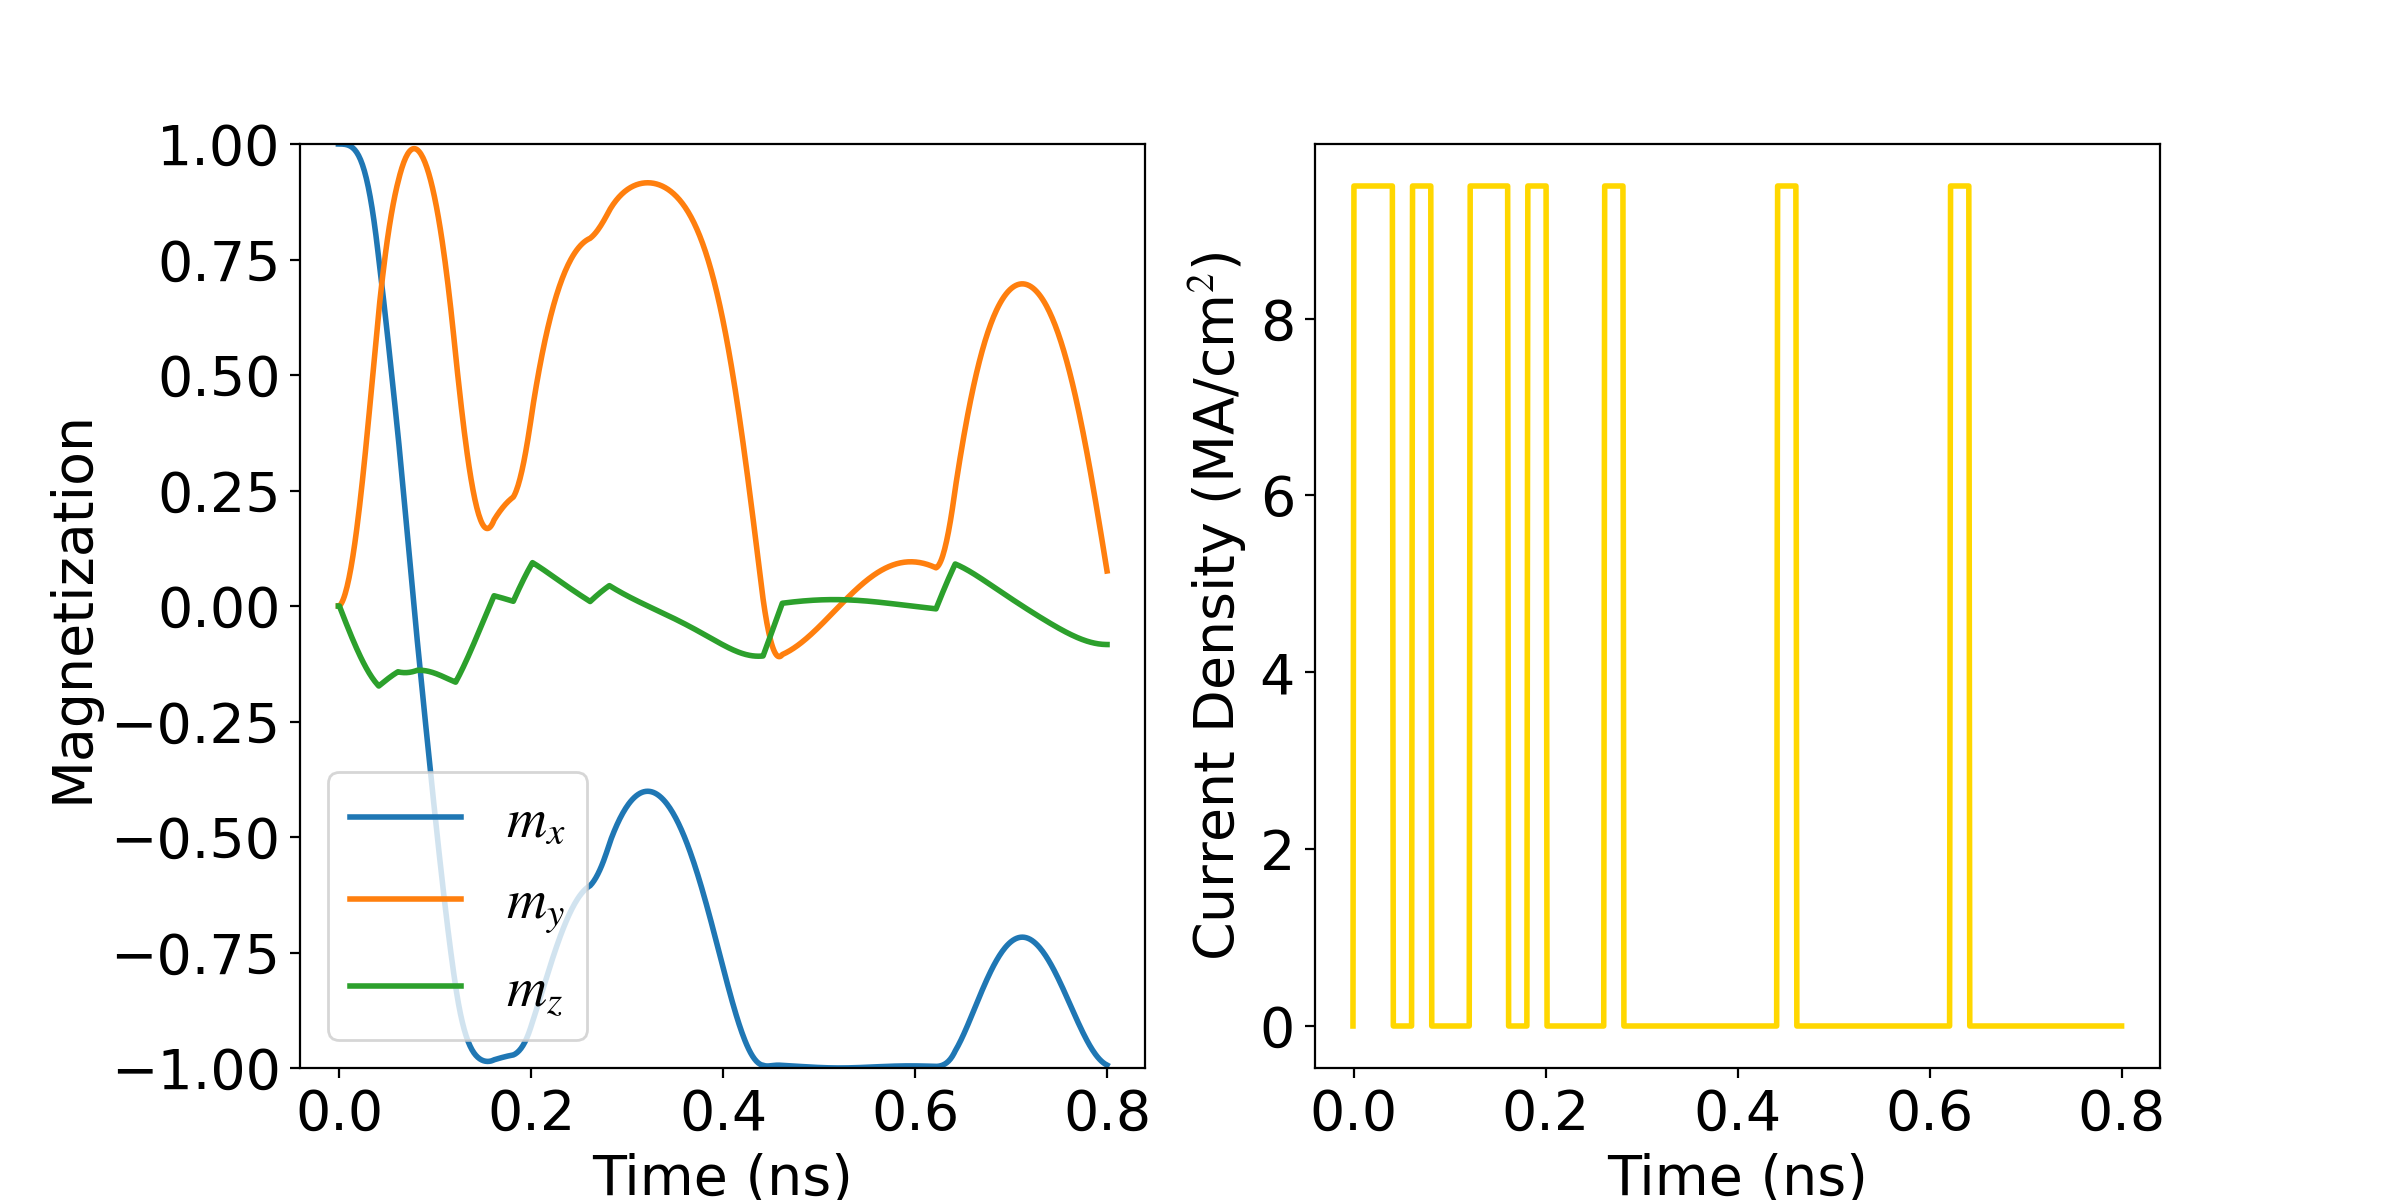 1.00
0.75
0.50
0.25
0.00
−0.25
−0.50
−0.75
−1.00
Magnetization
m_x
m_y
m_z
0.0 0.2 0.4 0.6 0.8
Time (ns)
8
6
4
2
0
Current Density (MA/cm²)
0.0 0.2 0.4 0.6 0.8
Time (ns)